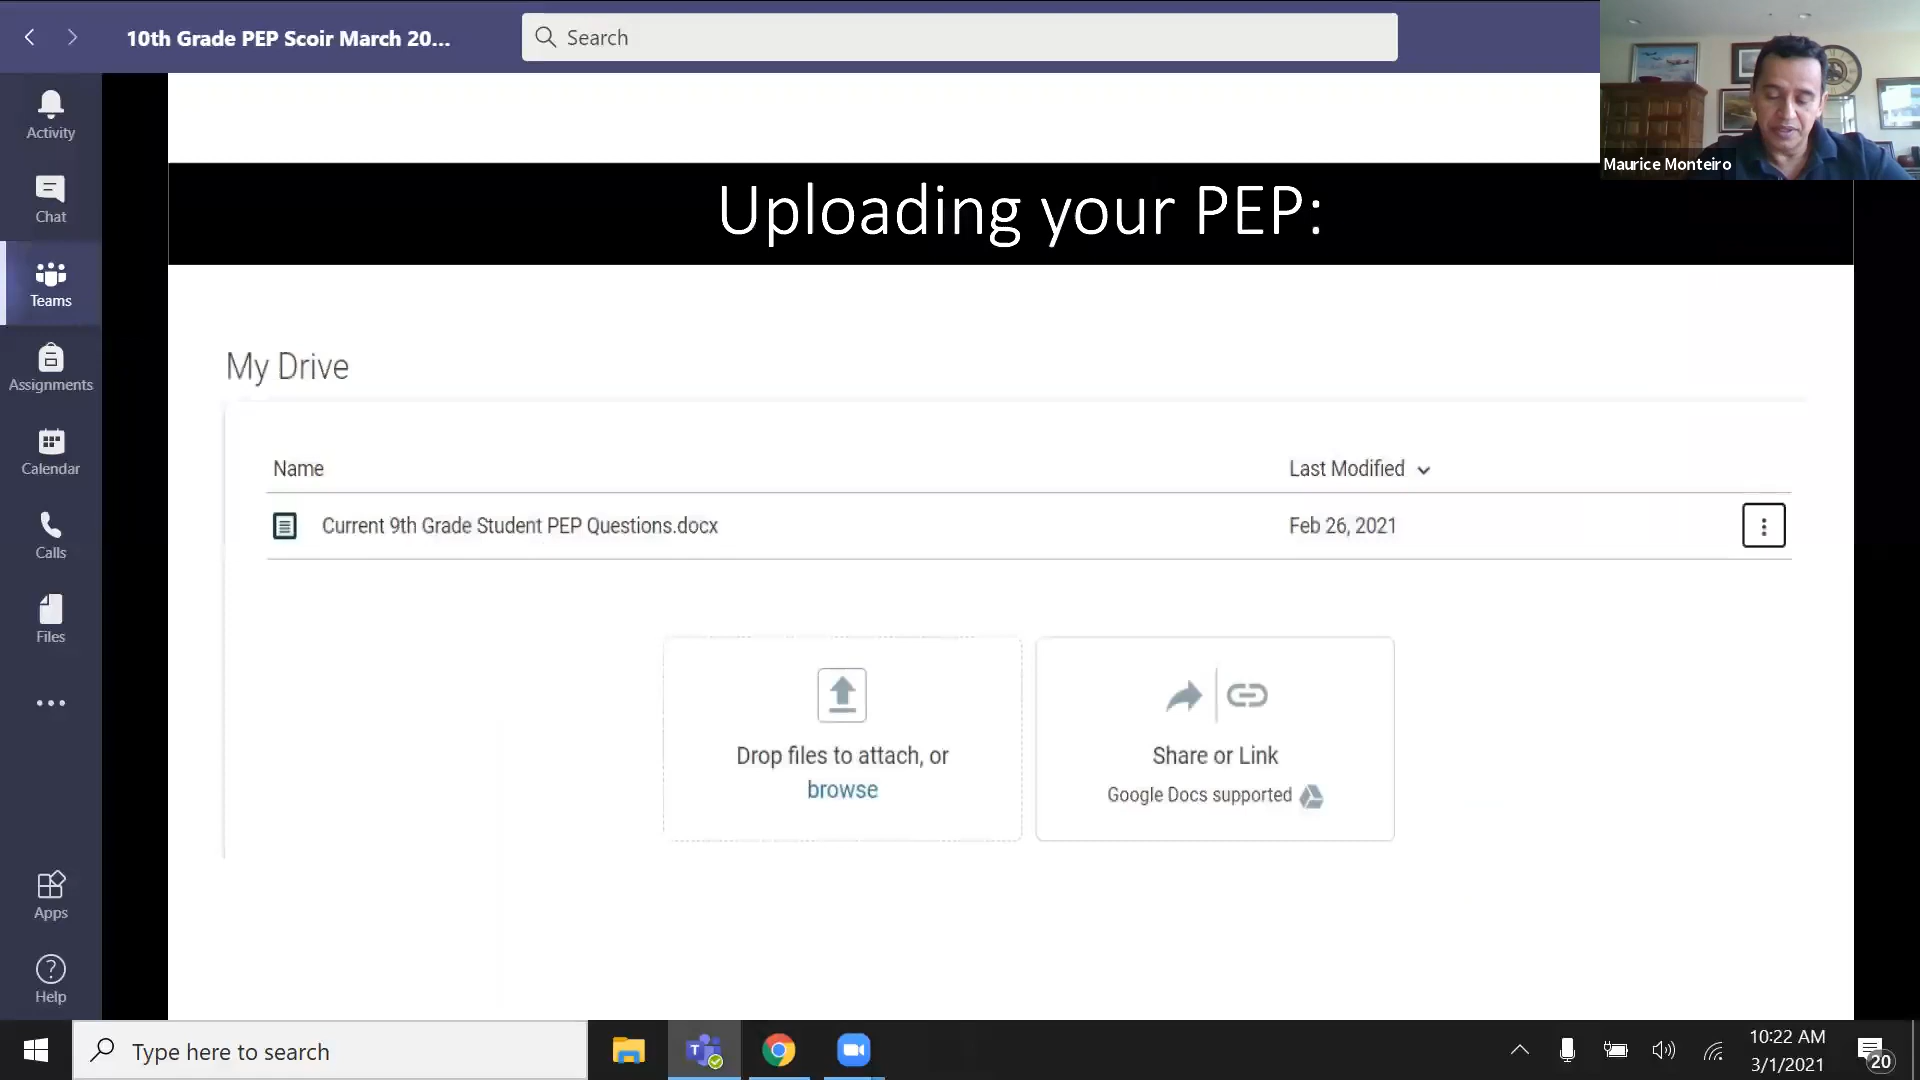 10th Grade PEP Scoir March 20...
Search
Maurice Monteiro
Activity
Chat
Teams
Assignments
Calendar
Calls
Files
Apps
Help
Uploading your PEP:
My Drive
Name
Last Modified
Current 9th Grade Student PEP Questions.docx
Feb 26, 2021
Drop files to attach, or
browse
Share or Link
Google Docs supported
Type here to search
10:22 AM
3/1/2021
20